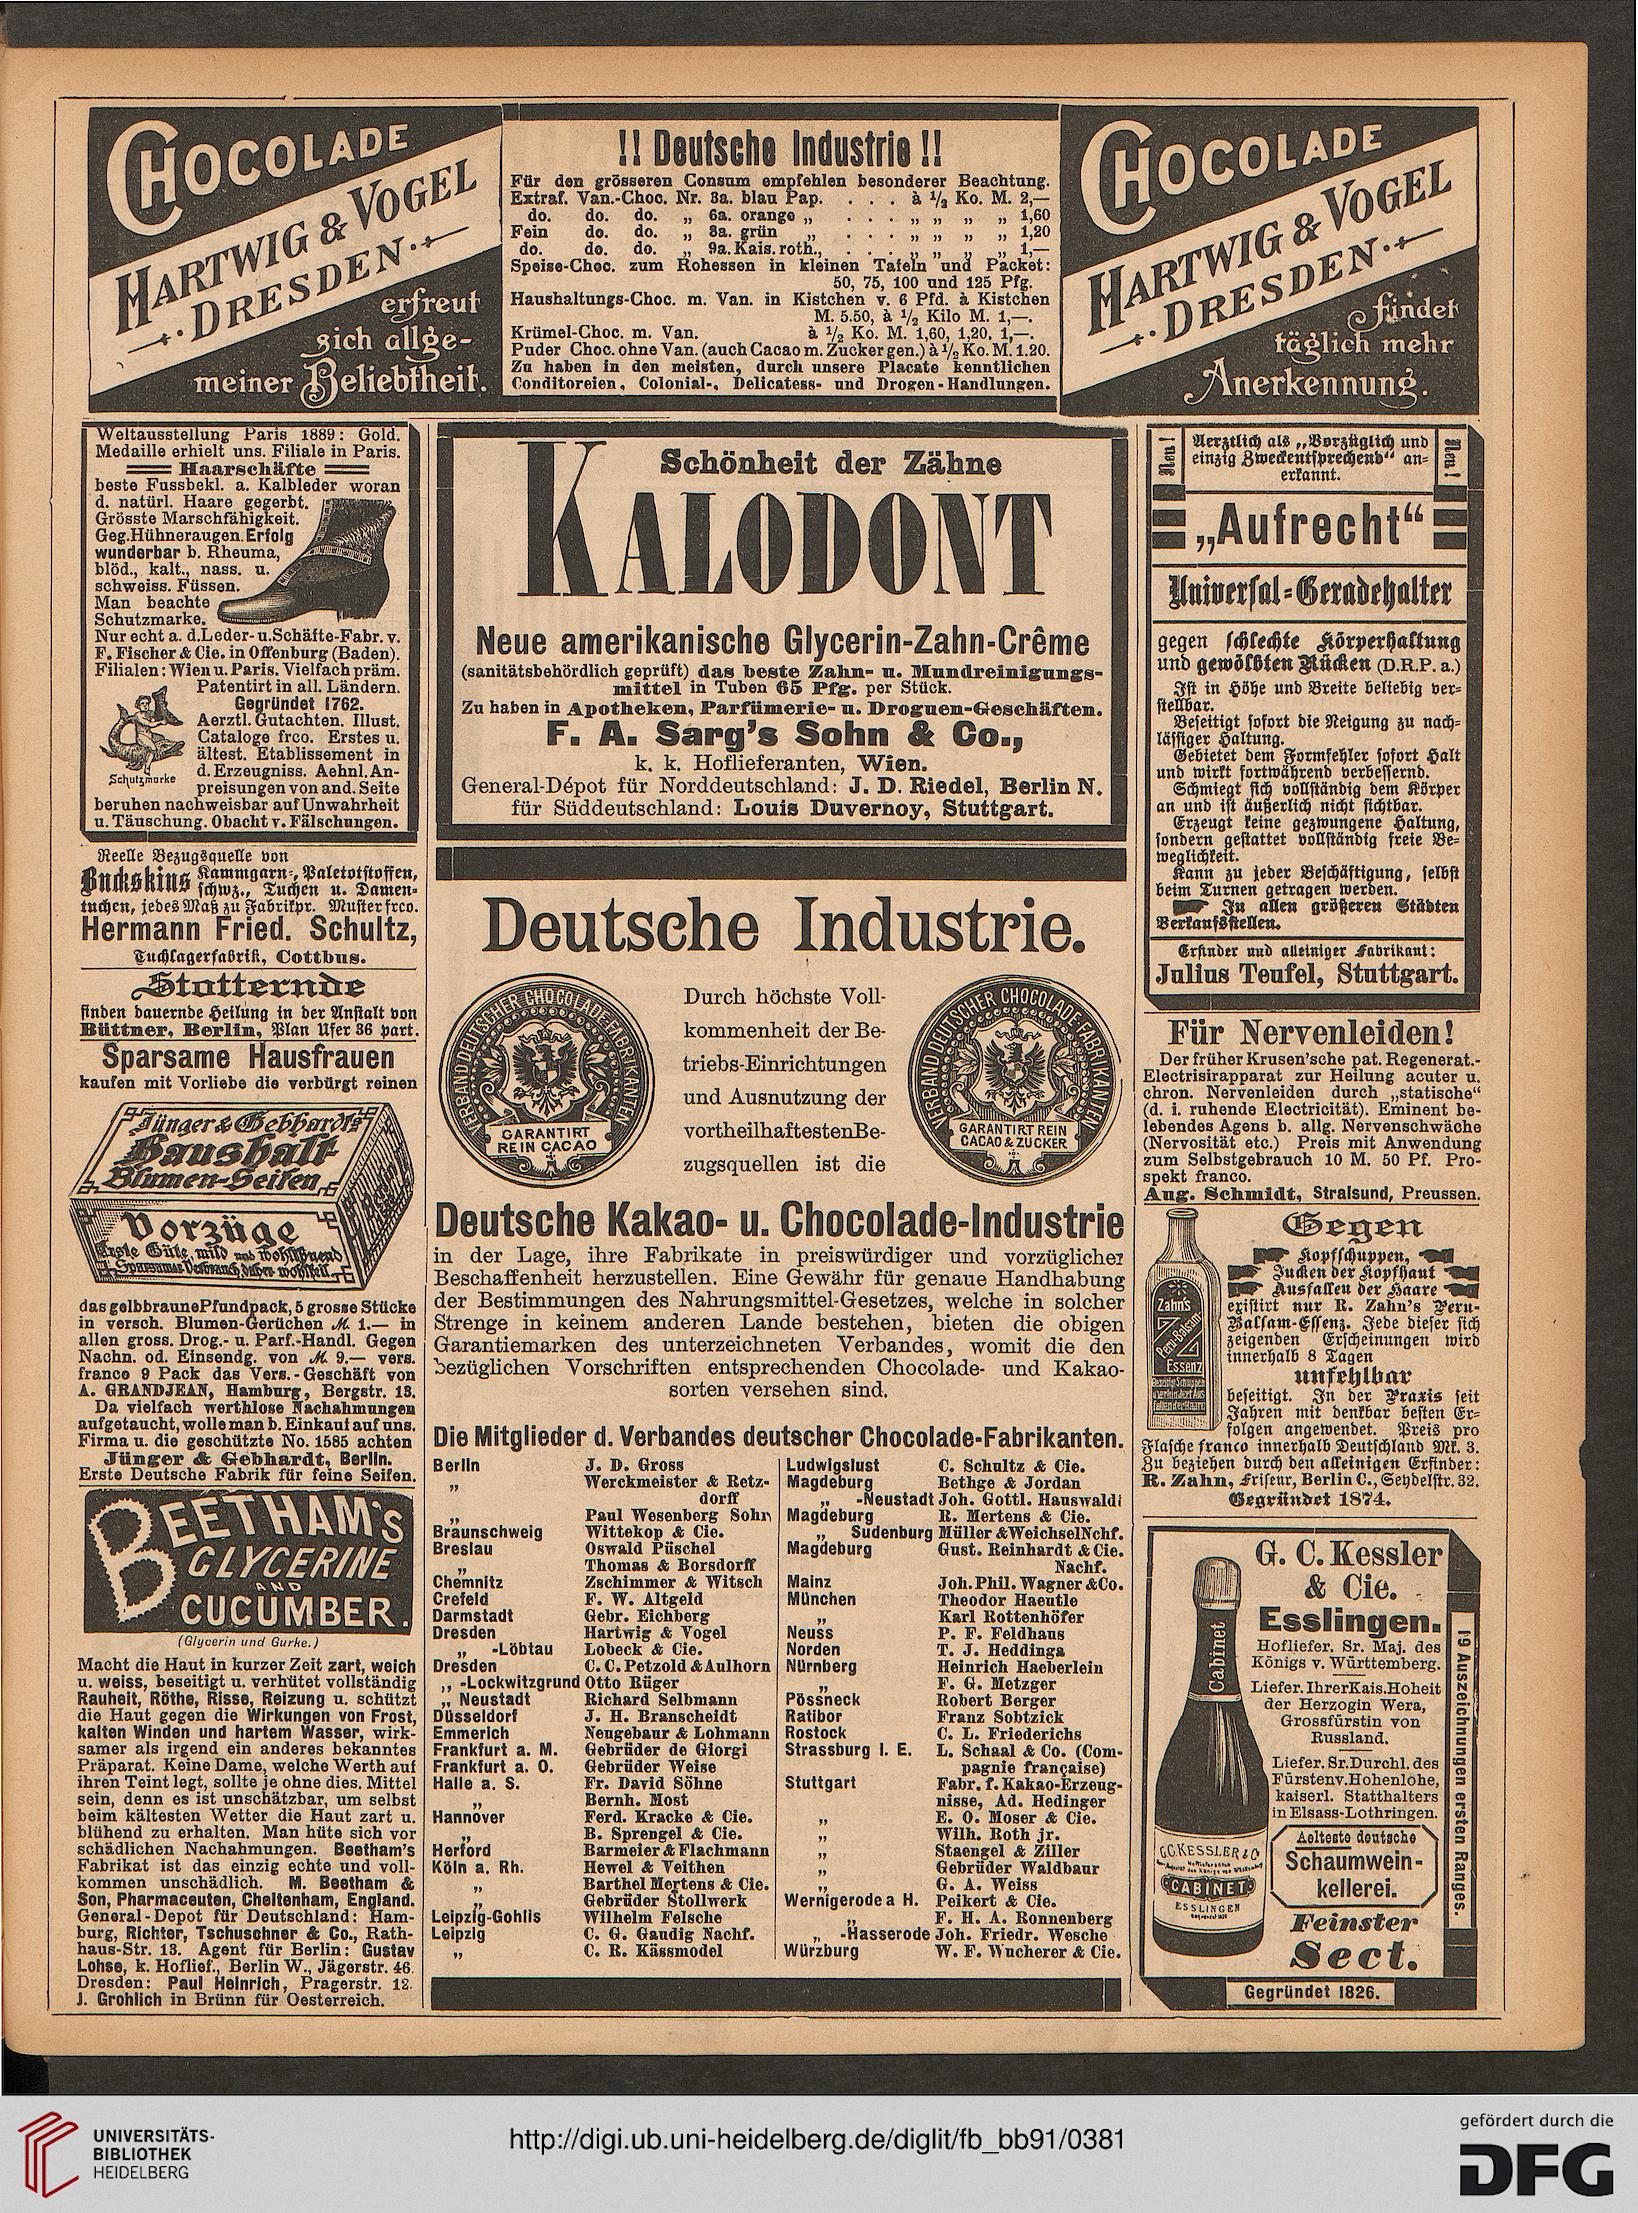 CHOCOLADE
HARTWIG & VOGEL
DRESDEN
erfreut
sich allge-
meiner Beliebtheit.
!! Deutsche Industrie !!
Für den grösseren Consum empfehlen besonderer Beachtung.
Extraf. Van.-Choc. Nr. 3a. blau Pap. . . . à ½ Ko. M. 2,—
do. do. do. „ 6a. orange „ . . . „ „ „ „ 1,60
Fein do. do. „ 8a. grün „ . . . „ „ „ „ 1,20
do. do. do. „ 9a. Kais. roth „ . . . „ „ „ „ 1,—
Speise-Choc. zum Rohessen in kleinen Tafeln und Packet:
50, 75, 100 und 125 Pfg.
Haushaltungs-Choc. m. Van. in Kistchen v. 6 Pfd. à Kistchen
M. 5.50, à ½ Kilo M. 1,—.
Krümel-Choc. m. Van. à ½ Ko. M. 1,60, 1,20, 1,—.
Puder Choc. ohne Van. (auch Cacao m. Zucker gen.) à ½ Ko. M. 1.20.
Zu haben in den meisten, durch unsere Placate kenntlichen
Conditoreien, Colonial-, Delicatess- und Drogen-Handlungen.
CHOCOLADE
HARTWIG & VOGEL
DRESDEN
findet
täglich mehr
Anerkennung.
Weltausstellung Paris 1889: Gold.
Medaille erhielt uns. Filiale in Paris.
Haarschäfte
beste Fussbekl. a. Kalbleder woran
d. natürl. Haare gegerbt.
Grösste Marschfähigkeit.
Geg. Hühneraugen. Erfolg
wunderbar b. Rheuma,
blöd., kalt., nass. u.
schweiss. Füssen.
Man beachte
Schutzmarke.
Nur echt a. d. Leder- u. Schäfte-Fabr. v.
F. Fischer & Cie. in Offenburg (Baden).
Filialen: Wien u. Paris. Vielfach präm.
Patentirt in all. Ländern.
Gegründet 1762.
Aerztl. Gutachten. Illust.
Cataloge frco. Erstes u.
ältest. Etablissement in
d. Erzeugniss. Aehnl. An-
Schutzmarke
preisungen von and. Seite
beruhen nachweisbar auf Unwahrheit
u. Täuschung. Obacht v. Fälschungen.
Reelle Bezugsquelle von
Buckskins Kammgarn-, Paletotstoffen,
schwz., Tuchen u. Damen-
tuchen, jedes Maß zu Fabrikpr. Muster frco.
Hermann Fried. Schultz,
Tuchlagerfabrik, Cottbus.
Stotternde
finden dauernde Heilung in der Anstalt von
Büttner, Berlin, Plan Ufer 36 part.
Sparsame Hausfrauen
kaufen mit Vorliebe die verbürgt reinen
Jünger & Gebhardt's
Haushalt-
Blumen-Seifen
Vorzüge
Erste Güte, mild und wohlthuend
Sparsamer Verbrauch, daher wohlfeil
das gelbbraune Pfundpack, 5 grosse Stücke
in versch. Blumen-Gerüchen M. 1.— in
allen gross. Drog.- u. Parf.-Handl. Gegen
Nachn. od. Einsendg. von M. 9.— vers.
franco 9 Pack das Vers.-Geschäft von
A. GRANDJEAN, Hamburg, Bergstr. 13.
Da vielfach werthlose Nachahmungen
aufgetaucht, wolle man b. Einkauf auf uns.
Firma u. die geschützte No. 1585 achten
Jünger & Gebhardt, Berlin.
Erste Deutsche Fabrik für feine Seifen.
BEETHAM'S
GLYCERINE
AND
CUCUMBER.
(Glycerin und Gurke.)
Macht die Haut in kurzer Zeit zart, weich
u. weiss, beseitigt u. verhütet vollständig
Rauheit, Röthe, Risse, Reizung u. schützt
die Haut gegen die Wirkungen von Frost,
kalten Winden und hartem Wasser, wirk-
samer als irgend ein anderes bekanntes
Präparat. Keine Dame, welche Werth auf
ihren Teint legt, sollte je ohne dies. Mittel
sein, denn es ist unschätzbar, um selbst
beim kältesten Wetter die Haut zart u.
blühend zu erhalten. Man hüte sich vor
schädlichen Nachahmungen. Beetham's
Fabrikat ist das einzig echte und voll-
kommen unschädlich. M. Beetham &
Son, Pharmaceuten, Cheltenham, England.
General-Depot für Deutschland: Ham-
burg, Richter, Tschuschner & Co., Rath-
haus-Str. 13. Agent für Berlin: Gustav
Lohse, k. Hoflief., Berlin W., Jägerstr. 46.
Dresden: Paul Heinrich, Pragerstr. 12.
J. Grohlich in Brünn für Oesterreich.
Schönheit der Zähne
KALODONT
Neue amerikanische Glycerin-Zahn-Crême
(sanitätsbehördlich geprüft) das beste Zahn- u. Mundreinigungs-
mittel in Tuben 65 Pfg. per Stück.
Zu haben in Apotheken, Parfümerie- u. Droguen-Geschäften.
F. A. Sarg's Sohn & Co.,
k. k. Hoflieferanten, Wien.
General-Dépot für Norddeutschland: J. D. Riedel, Berlin N.
für Süddeutschland: Louis Duvernoy, Stuttgart.
Deutsche Industrie.
VERBAND DEUTSCHER CHOCOLADE FABRIKANTEN
GARANTIRT
REIN CACAO
Durch höchste Voll-
kommenheit der Be-
triebs-Einrichtungen
und Ausnutzung der
vortheilhaftesten Be-
zugsquellen ist die
VERBAND DEUTSCHER CHOCOLADE FABRIKANTEN
GARANTIRT REIN
CACAO & ZUCKER
Deutsche Kakao- u. Chocolade-Industrie
in der Lage, ihre Fabrikate in preiswürdiger und vorzüglicher
Beschaffenheit herzustellen. Eine Gewähr für genaue Handhabung
der Bestimmungen des Nahrungsmittel-Gesetzes, welche in solcher
Strenge in keinem anderen Lande bestehen, bieten die obigen
Garantiemarken des unterzeichneten Verbandes, womit die den
bezüglichen Vorschriften entsprechenden Chocolade- und Kakao-
sorten versehen sind.
Die Mitglieder d. Verbandes deutscher Chocolade-Fabrikanten.
Berlin J. D. Gross
„ Werckmeister & Retz-
dorff
„ Paul Wesenberg Sohn
Braunschweig Wittekop & Cie.
Breslau Oswald Püschel
„ Thomas & Borsdorff
Chemnitz Zschimmer & Witsch
Crefeld F. W. Altgeld
Darmstadt Gebr. Eichberg
Dresden Hartwig & Vogel
„ -Löbtau Lobeck & Cie.
Dresden C. C. Petzold & Aulhorn
„ -Lockwitzgrund Otto Rüger
„ Neustadt Richard Selbmann
Düsseldorf J. H. Branscheidt
Emmerich Neugebaur & Lohmann
Frankfurt a. M. Gebrüder de Giorgi
Frankfurt a. O. Gebrüder Weise
Halle a. S. Fr. David Söhne
„ Bernh. Most
Hannover Ferd. Kracke & Cie.
„ B. Sprengel & Cie.
Herford Barmeier & Flachmann
Köln a. Rh. Hewel & Veithen
„ Barthel Mertens & Cie.
„ Gebrüder Stollwerk
Leipzig-Gohlis Wilhelm Felsche
Leipzig C. G. Gaudig Nachf.
„ C. R. Kässmodel
Ludwigslust C. Schultz & Cie.
Magdeburg Bethge & Jordan
„ -Neustadt Joh. Gottl. Hauswaldt
Magdeburg R. Mertens & Cie.
„ Sudenburg Müller & Weichsel Nchf.
Magdeburg Gust. Reinhardt & Cie.
Nachf.
Mainz Joh. Phil. Wagner & Co.
München Theodor Haeutle
„ Karl Rottenhöfer
Neuss P. F. Feldhaus
Norden T. J. Heddinga
Nürnberg Heinrich Haeberlein
„ F. G. Metzger
Pössneck Robert Berger
Ratibor Franz Sobtzick
Rostock C. L. Friederichs
Strassburg i. E. L. Schaal & Co. (Com-
pagnie française)
Stuttgart Fabr. f. Kakao-Erzeug-
nisse, Ad. Hedinger
„ E. O. Moser & Cie.
„ Wilh. Roth jr.
„ Staengel & Ziller
„ Gebrüder Waldbaur
„ G. A. Weiss
Wernigerode a H. Peikert & Cie.
„ F. H. A. Ronnenberg
„ -Hasserode Joh. Friedr. Wesche
Würzburg W. F. Wucherer & Cie.
Neu!
Aerztlich als „Vorzüglich und
einzig Zweckentsprechend" an-
erkannt.
Neu!
„Aufrecht“
Universal-Geradehalter
gegen schlechte Körperhaltung
und gewölbten Rücken (D.R.P. a.)
Ist in Höhe und Breite beliebig ver-
stellbar.
Beseitigt sofort die Neigung zu nach-
lässiger Haltung.
Gebietet dem Formfehler sofort Halt
und wirkt fortwährend verbessernd.
Schmiegt sich vollständig dem Körper
an und ist äußerlich nicht sichtbar.
Erzeugt keine gezwungene Haltung,
sondern gestattet vollständig freie Be-
weglichkeit.
Kann zu jeder Beschäftigung, selbst
beim Turnen getragen werden.
In allen größeren Städten
Verkaufsstellen.
Erfinder und alleiniger Fabrikant:
Julius Teufel, Stuttgart.
Für Nervenleiden!
Der früher Krusen'sche pat. Regenerat.-
Electrisirapparat zur Heilung acuter u.
chron. Nervenleiden durch „statische“
(d. i. ruhende Electricität). Eminent be-
lebendes Agens b. allg. Nervenschwäche
(Nervosität etc.) Preis mit Anwendung
zum Selbstgebrauch 10 M. 50 Pf. Pro-
spekt franco.
Aug. Schmidt, Stralsund, Preussen.
Zahn's
Peru-Balsam
Essenz
Gegen
Kopfschuppen,
Jucken der Kopfhaut
Ausfallen der Haare
existirt nur R. Zahn's Peru-
Balsam-Essenz. Jede dieser sich
zeigenden Erscheinungen wird
innerhalb 8 Tagen
unfehlbar
beseitigt. In der Praxis seit
Jahren mit denkbar besten Er-
folgen angewendet. Preis pro
Flasche franco innerhalb Deutschland Mk. 3.
Zu beziehen durch den alleinigen Erfinder:
R. Zahn, Friseur, Berlin C., Seydelstr. 32.
Gegründet 1874.
G. C. Kessler
& Cie.
Esslingen.
Hofliefer. Sr. Maj. des
Königs v. Württemberg.
Liefer. Ihrer Kais. Hoheit
der Herzogin Wera,
Grossfürstin von
Russland.
Liefer. Sr. Durchl. des
Fürsten v. Hohenlohe,
kaiserl. Statthalters
in Elsass-Lothringen.
Aelteste deutsche
Schaumwein-
kellerei.
Feinster
Sect.
19 Auszeichnungen ersten Ranges.
Cabinet
G.C. KESSLER & Co
CABINET
ESSLINGEN
Gegründet 1826.
UNIVERSITÄTS-
BIBLIOTHEK
HEIDELBERG
http://digi.ub.uni-heidelberg.de/diglit/fb_bb91/0381
gefördert durch die
DFG